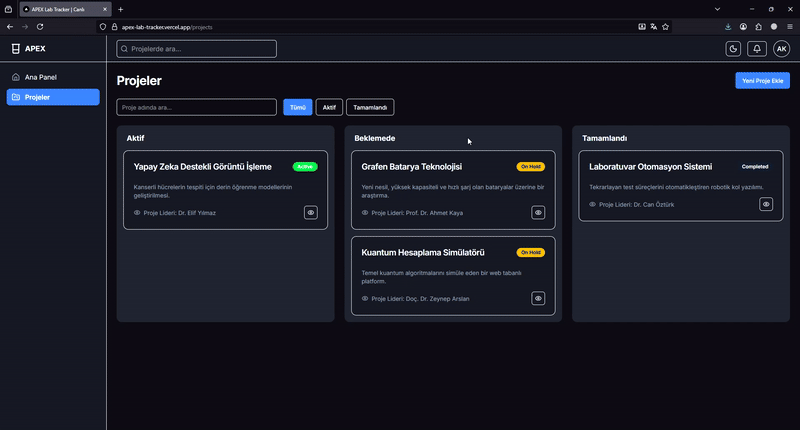 APEX Lab Tracker | Canlı
apex-lab-tracker.vercel.app/projects
APEX
Projelerde ara...
AK
Ana Panel
Projeler
Projeler
Yeni Proje Ekle
Proje adında ara...
Tümü
Aktif
Tamamlandı
Aktif
Yapay Zeka Destekli Görüntü İşleme
Active
Kanserli hücrelerin tespiti için derin öğrenme modellerinin
geliştirilmesi.
Proje Lideri: Dr. Elif Yılmaz
Beklemede
Grafen Batarya Teknolojisi
On Hold
Yeni nesil, yüksek kapasiteli ve hızlı şarj olan bataryalar üzerine bir
araştırma.
Proje Lideri: Prof. Dr. Ahmet Kaya
Kuantum Hesaplama Simülatörü
On Hold
Temel kuantum algoritmalarını simüle eden bir web tabanlı
platform.
Proje Lideri: Doç. Dr. Zeynep Arslan
Tamamlandı
Laboratuvar Otomasyon Sistemi
Completed
Tekrarlayan test süreçlerini otomatikleştiren robotik kol yazılımı.
Proje Lideri: Dr. Can Öztürk